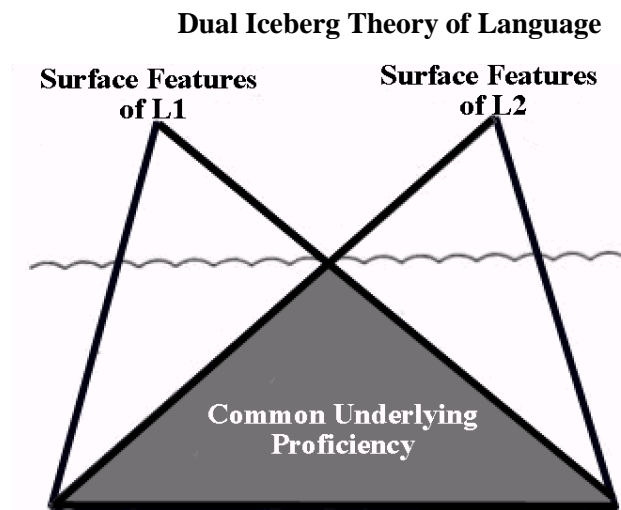 Dual Iceberg Theory of Language
Surface Features
of L1
Surface Features
of L2
Common Underlying
Proficiency